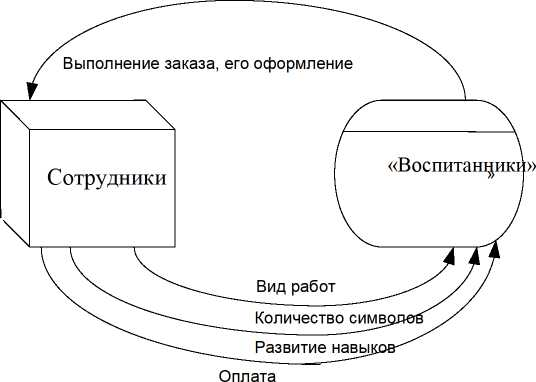 Выполнение заказа, его оформление
Сотрудники
«Воспитанники»
»
Вид работ
Количество символов
Развитие навыков
Оплата